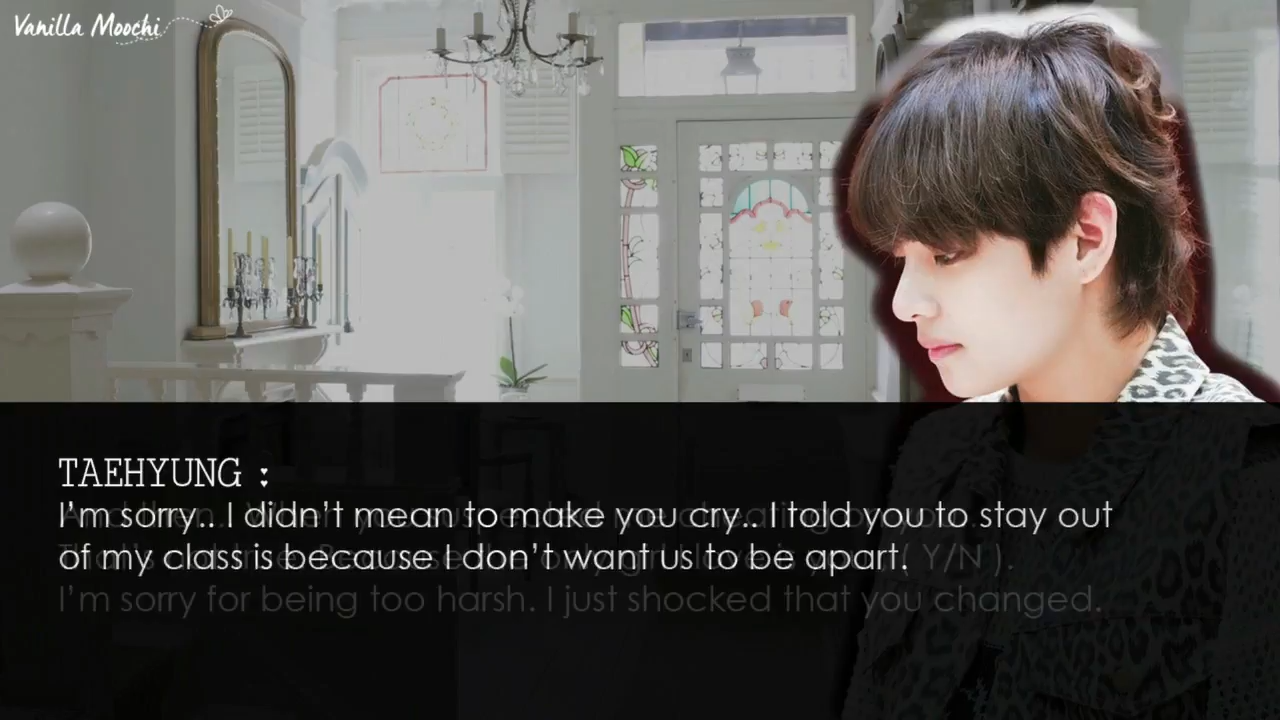 Vanilla Moochi
TAEHYUNG :
I'm sorry.. I didn't mean to make you cry.. I told you to stay out
of my class is because I don't want us to be apart.
( Y/N ).
I'm sorry for being too harsh. I just shocked that you changed.